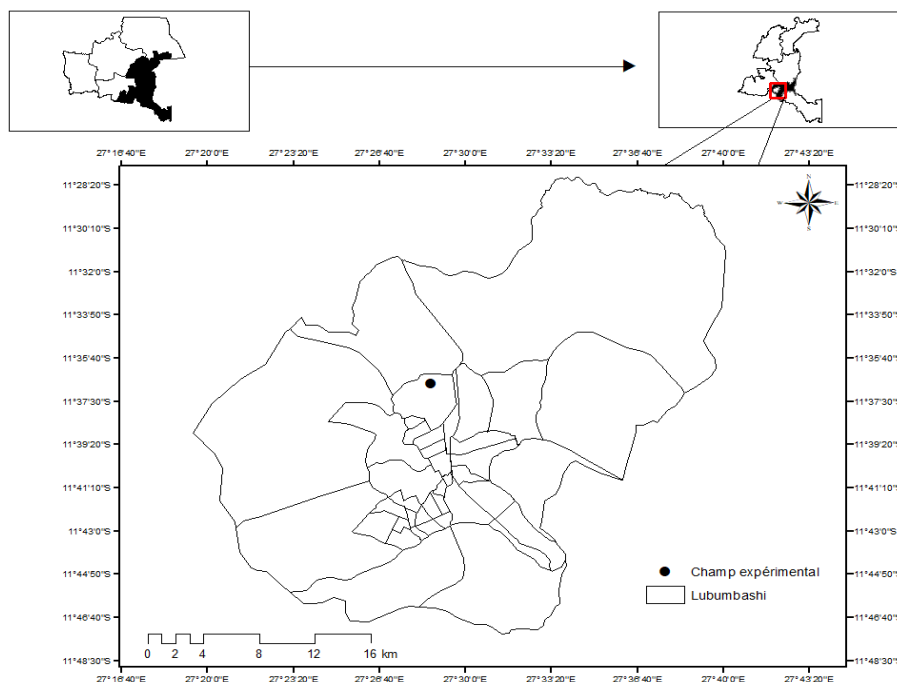 27°16'40"E 27°20'0"E 27°23'20"E 27°26'40"E 27°30'0"E 27°33'20"E 27°36'40"E 27°40'0"E 27°43'20"E
11°28'20"S 11°28'20"S
N
W E
S
11°30'10"S 11°30'10"S
11°32'0"S 11°32'0"S
11°33'50"S 11°33'50"S
11°35'40"S 11°35'40"S
11°37'30"S 11°37'30"S
11°39'20"S 11°39'20"S
11°41'10"S 11°41'10"S
11°43'0"S 11°43'0"S
11°44'50"S 11°44'50"S
Champ expérimental
Lubumbashi
11°46'40"S 11°46'40"S
0 2 4 8 12 16 km
11°48'30"S 11°48'30"S
27°16'40"E 27°20'0"E 27°23'20"E 27°26'40"E 27°30'0"E 27°33'20"E 27°36'40"E 27°40'0"E 27°43'20"E